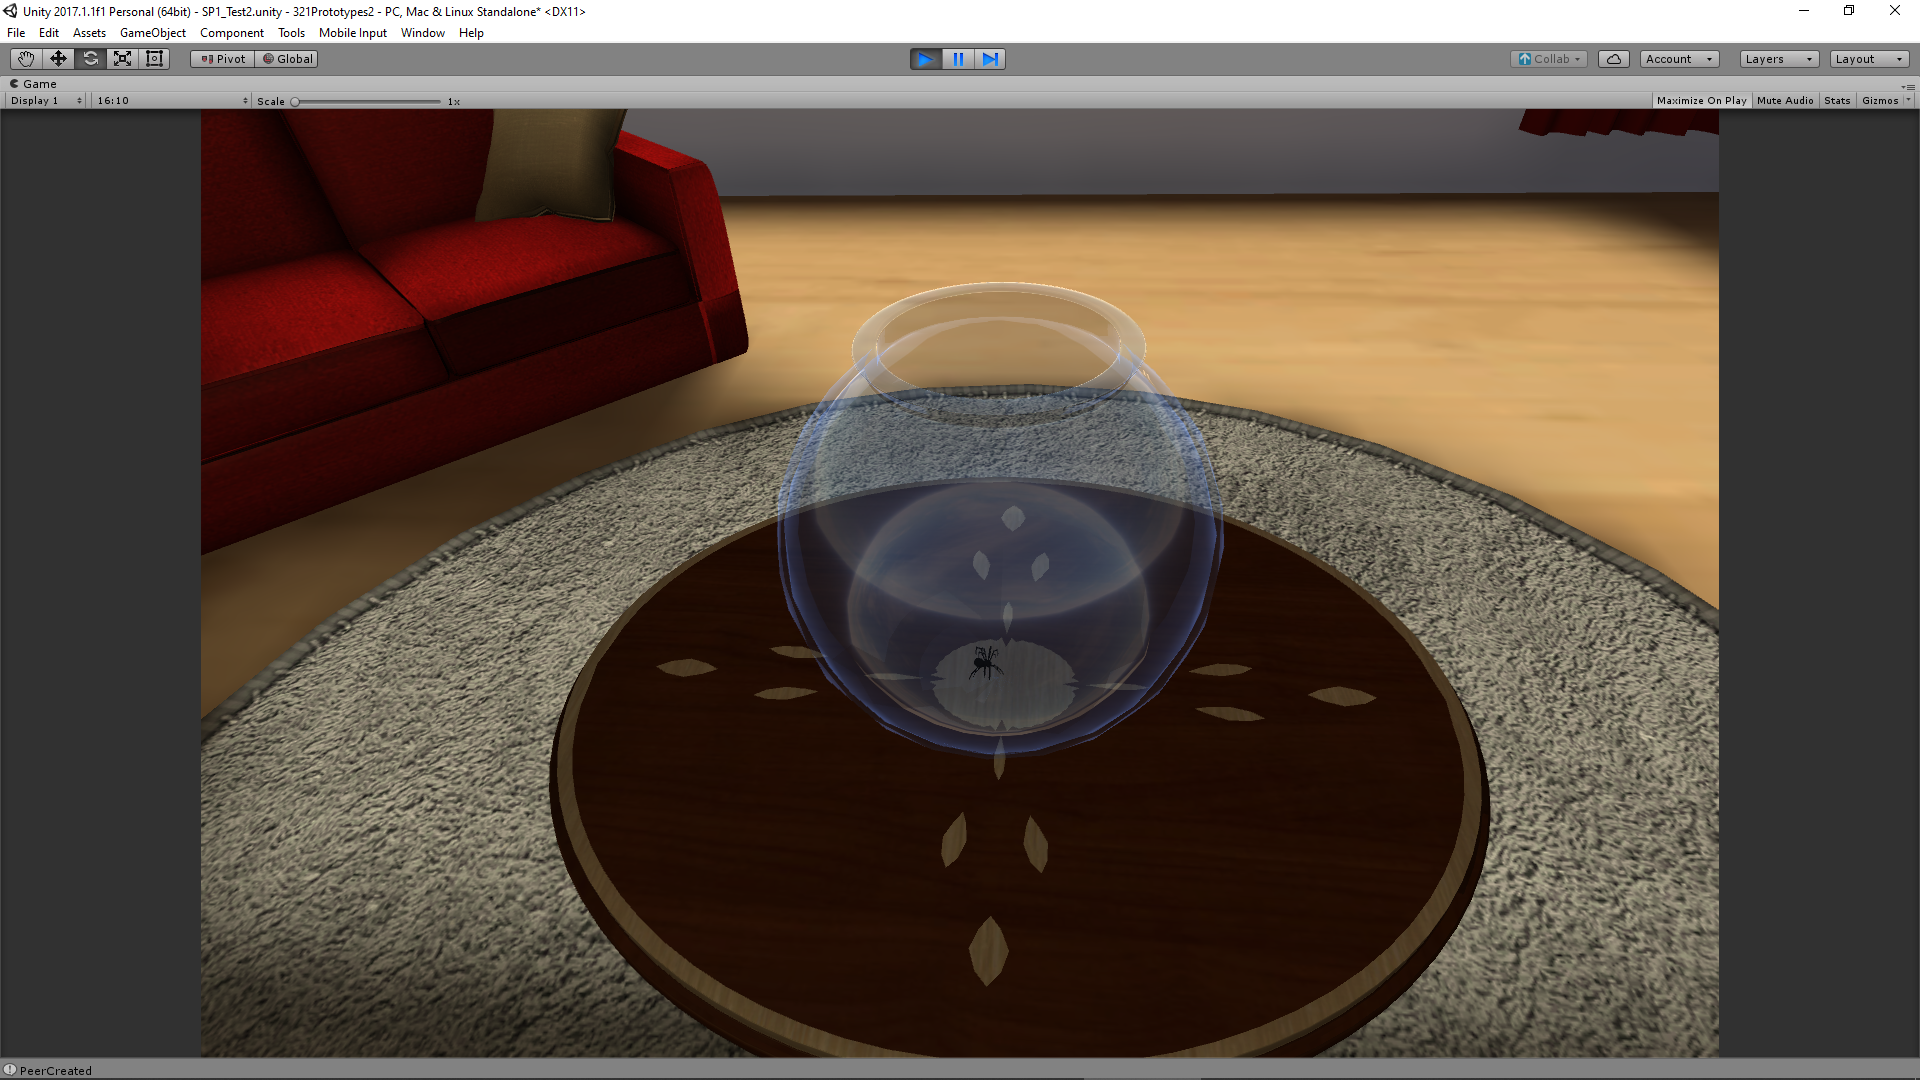 Unity 2017.1.1f1 Personal (64bit) - SP1_Test2.unity - 321Prototypes2 - PC, Mac & Linux Standalone* <DX11>
File Edit Assets GameObject Component Tools Mobile Input Window Help
Pivot Global Collab Account Layers Layout
Game
Display 1 16:10 Scale 1x Maximize On Play Mute Audio Stats Gizmos
PeerCreated